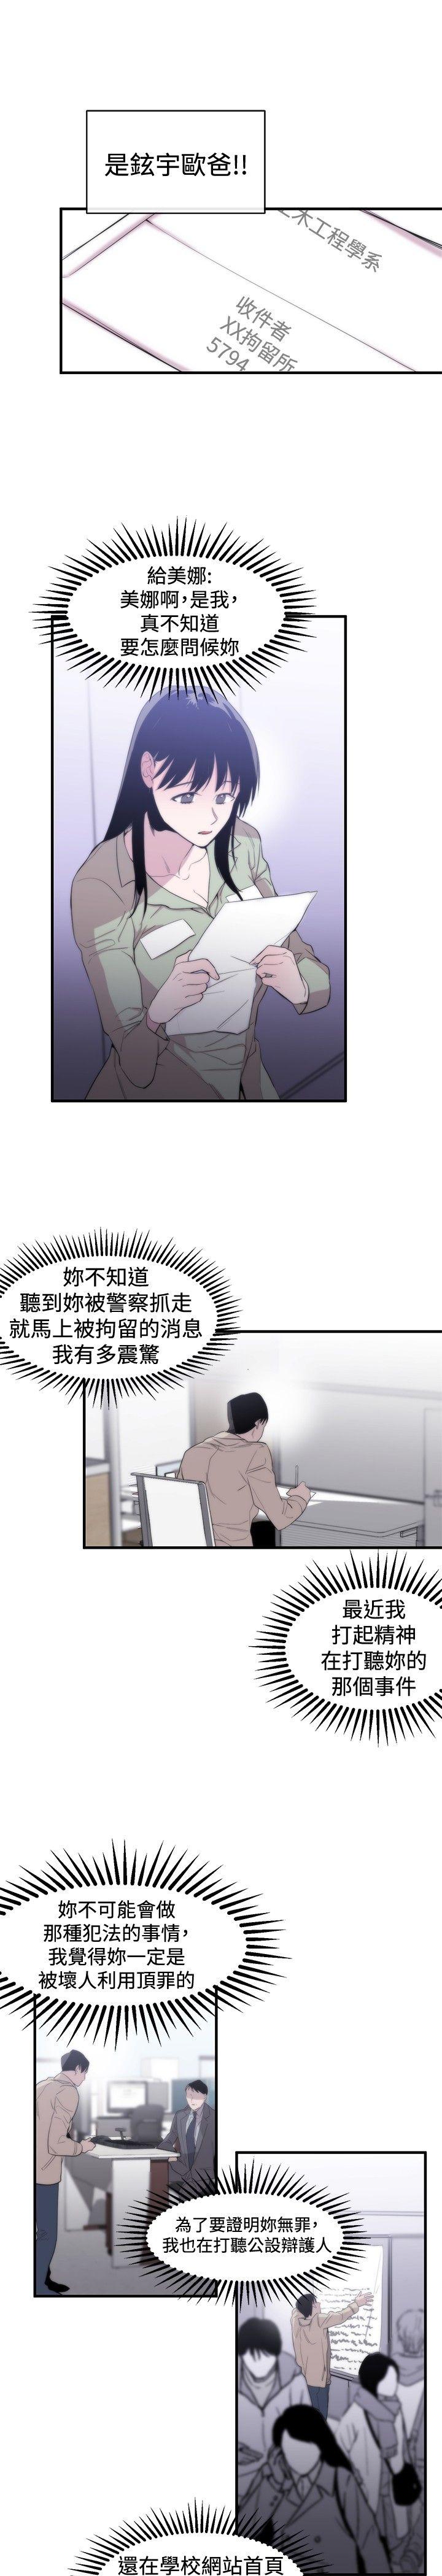 是鉉宇歐爸!!
木工程學系
收件者
XX拘留所
5794
給美娜:
美娜啊,是我,
真不知道
要怎麼問候妳
妳不知道
聽到妳被警察抓走
就馬上被拘留的消息
我有多震驚
最近我
打起精神
在打聽妳的
那個事件
妳不可能會做
那種犯法的事情,
我覺得妳一定是
被壞人利用頂罪的
為了要證明妳無罪,
我也在打聽公設辯護人
還在學校網站首頁